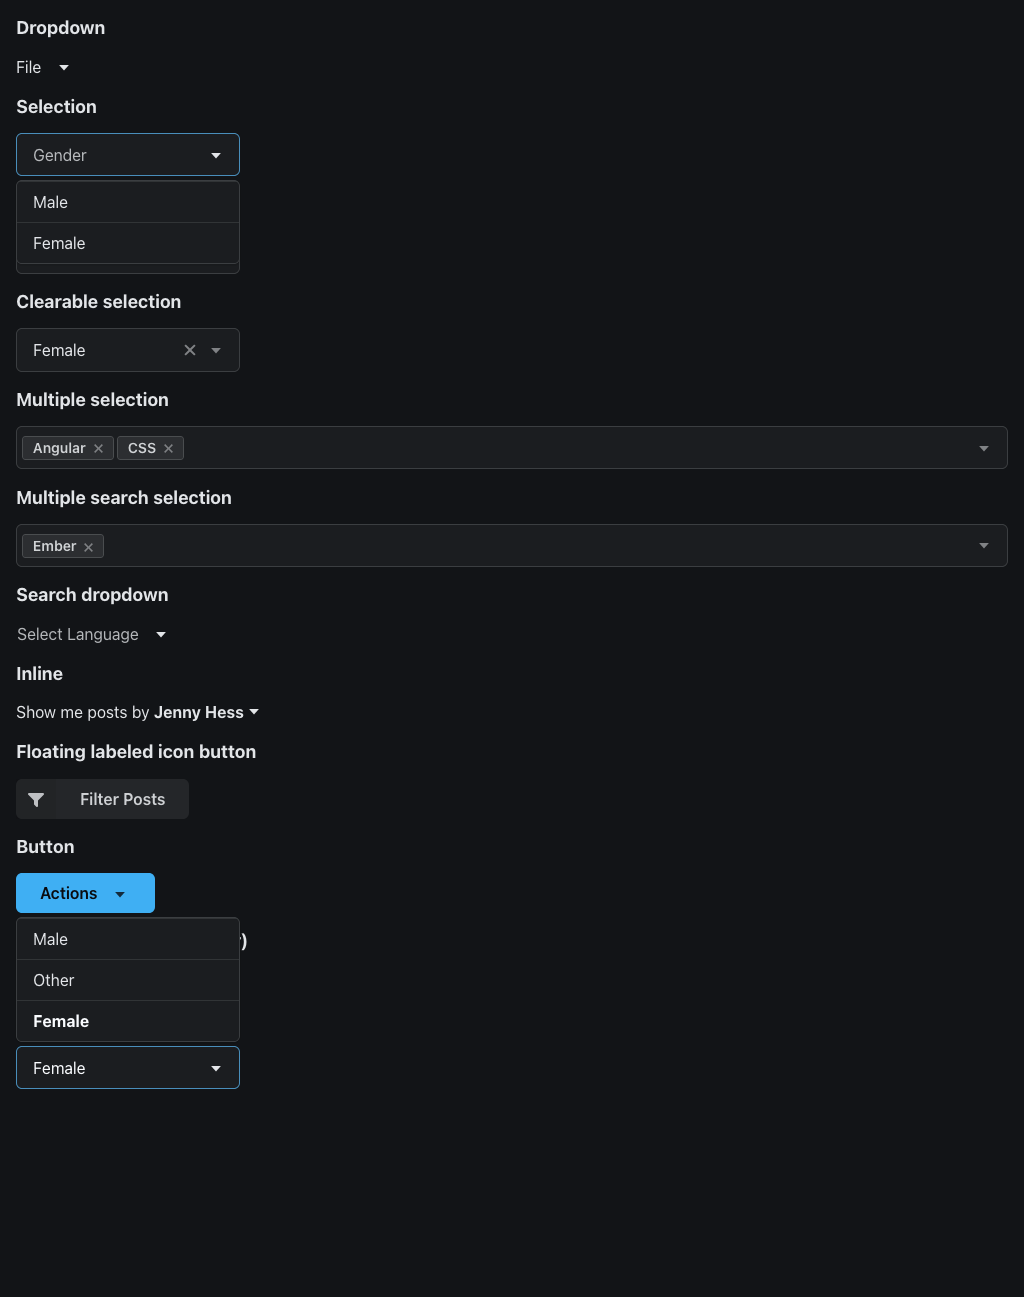 Dropdown
File
Selection
Gender
Male
Female
Clearable selection
Female
Multiple selection
Angular CSS
Multiple search selection
Ember
Search dropdown
Select Language
Inline
Show me posts by Jenny Hess
Floating labeled icon button
Filter Posts
Button
Actions
Male
Other
Female
Female